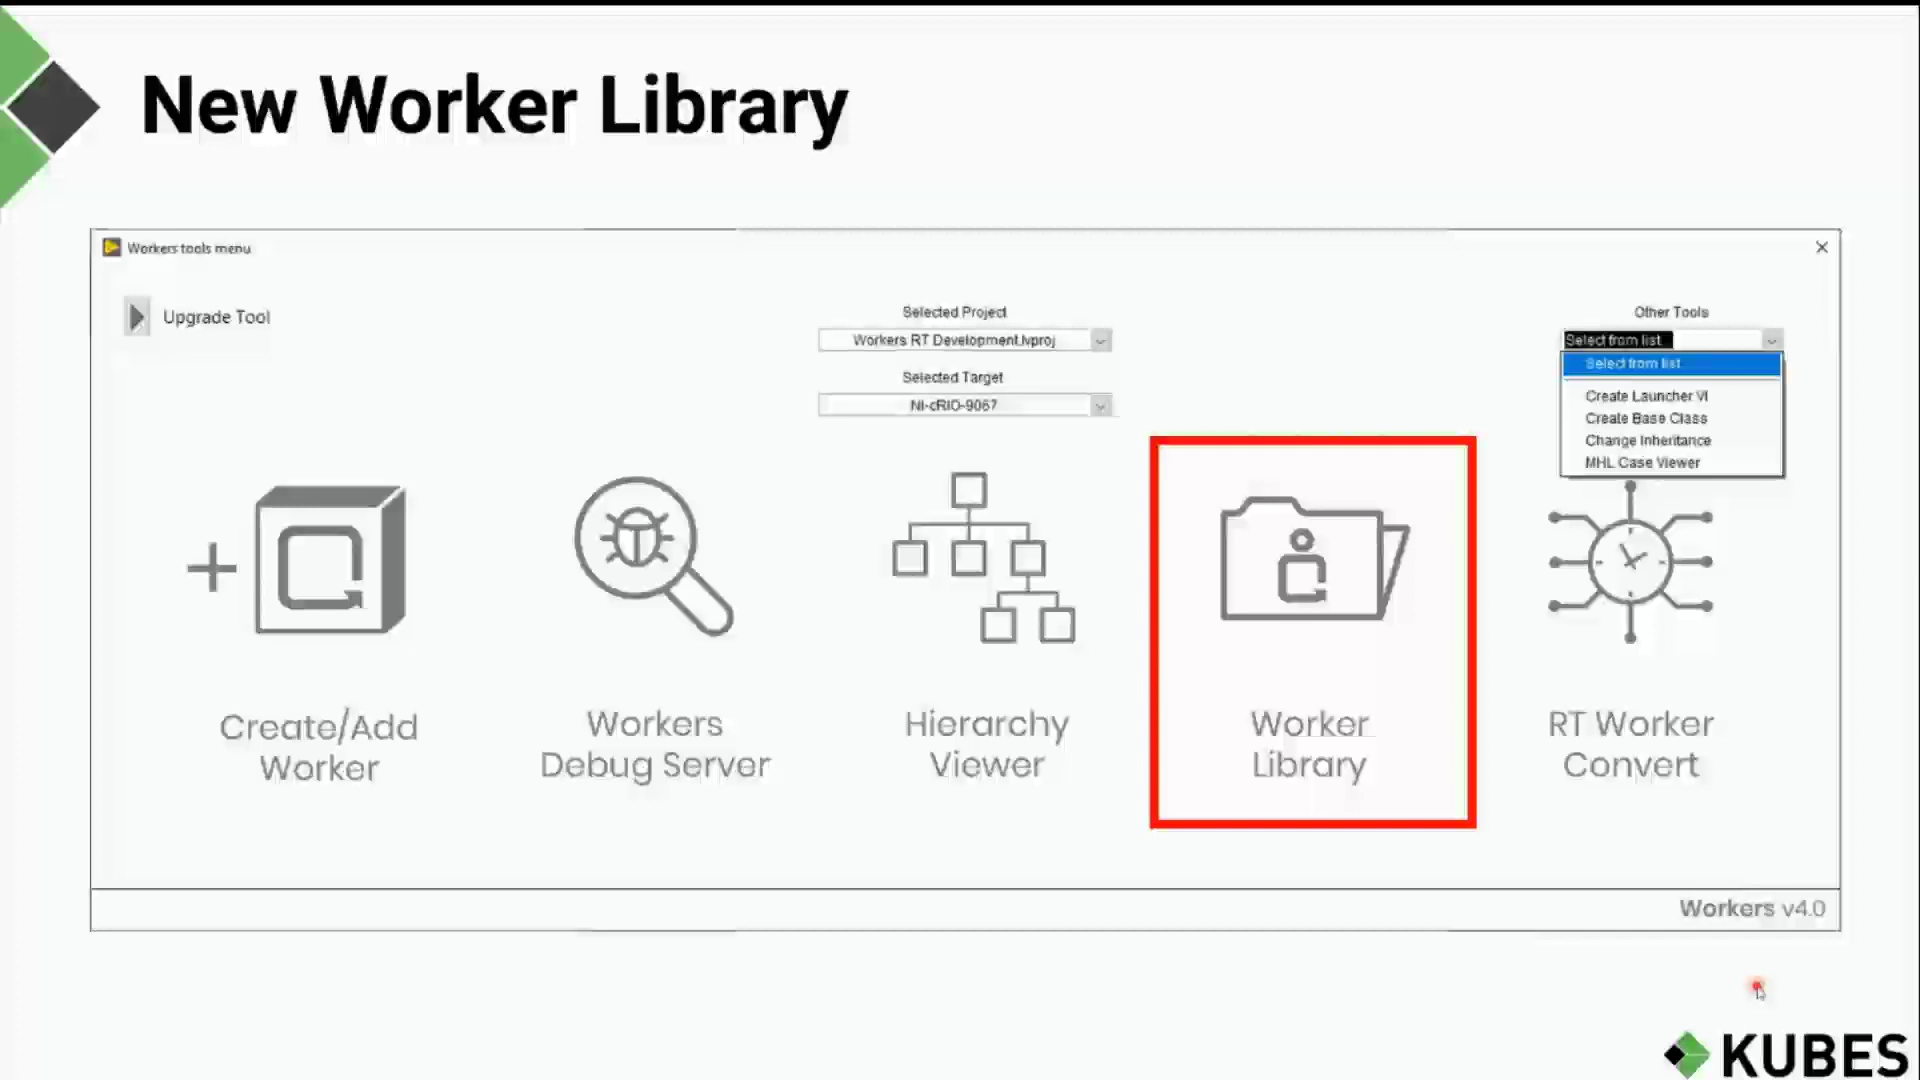 New Worker Library
Workers tools menu
Upgrade Tool
Selected Project
Workers RT Development.lvproj
Selected Target
NI-cRIO-9067
Other Tools
Select from list
Select from list
Create Launcher VI
Create Base Class
Change Inheritance
MHL Case Viewer
Create/Add
Worker
Workers
Debug Server
Hierarchy
Viewer
Worker
Library
RT Worker
Convert
Workers v4.0
KUBES